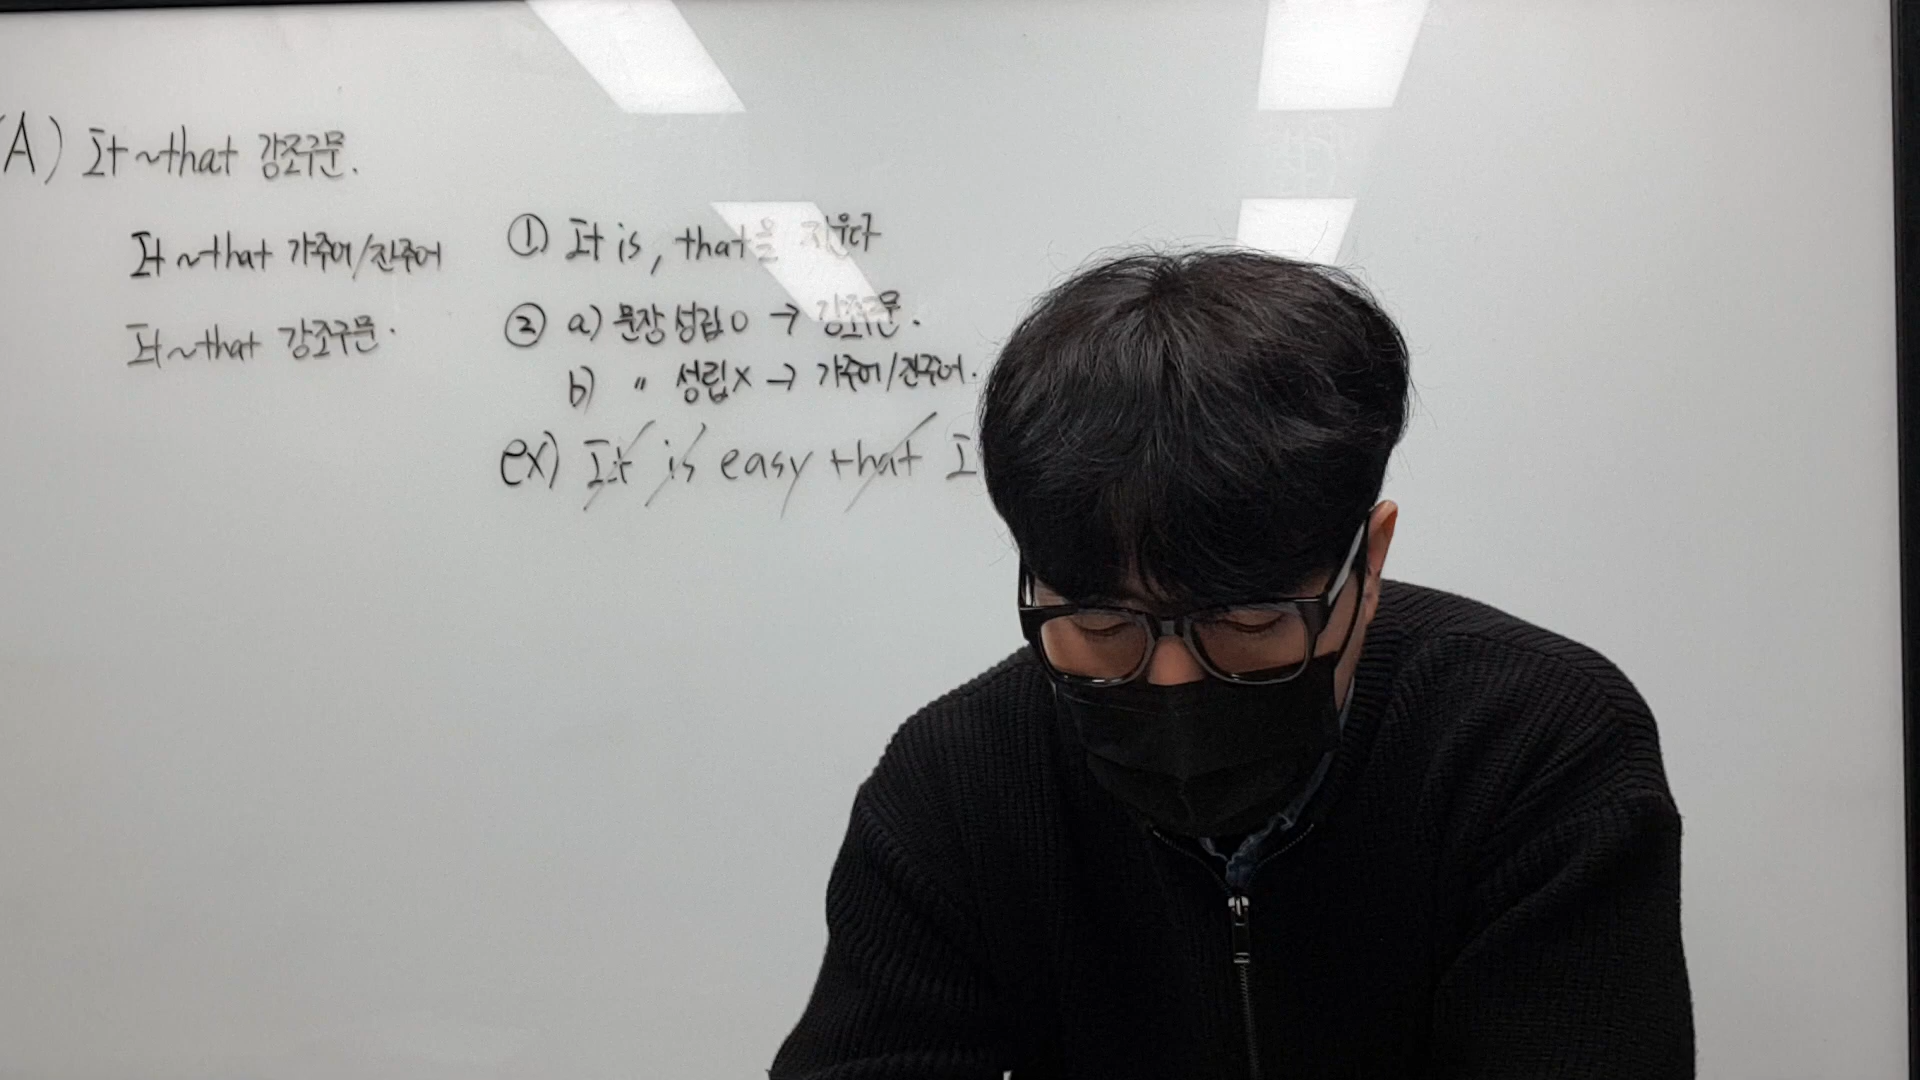 (A) It ~ that 강조구문.
It ~ that 가주어/진주어
It ~ that 강조구문.
① It is, that을 지운다
② a) 문장 성립 O → 강조구문.
b) 〃 성립 X → 가주어/진주어.
ex) It is easy that I